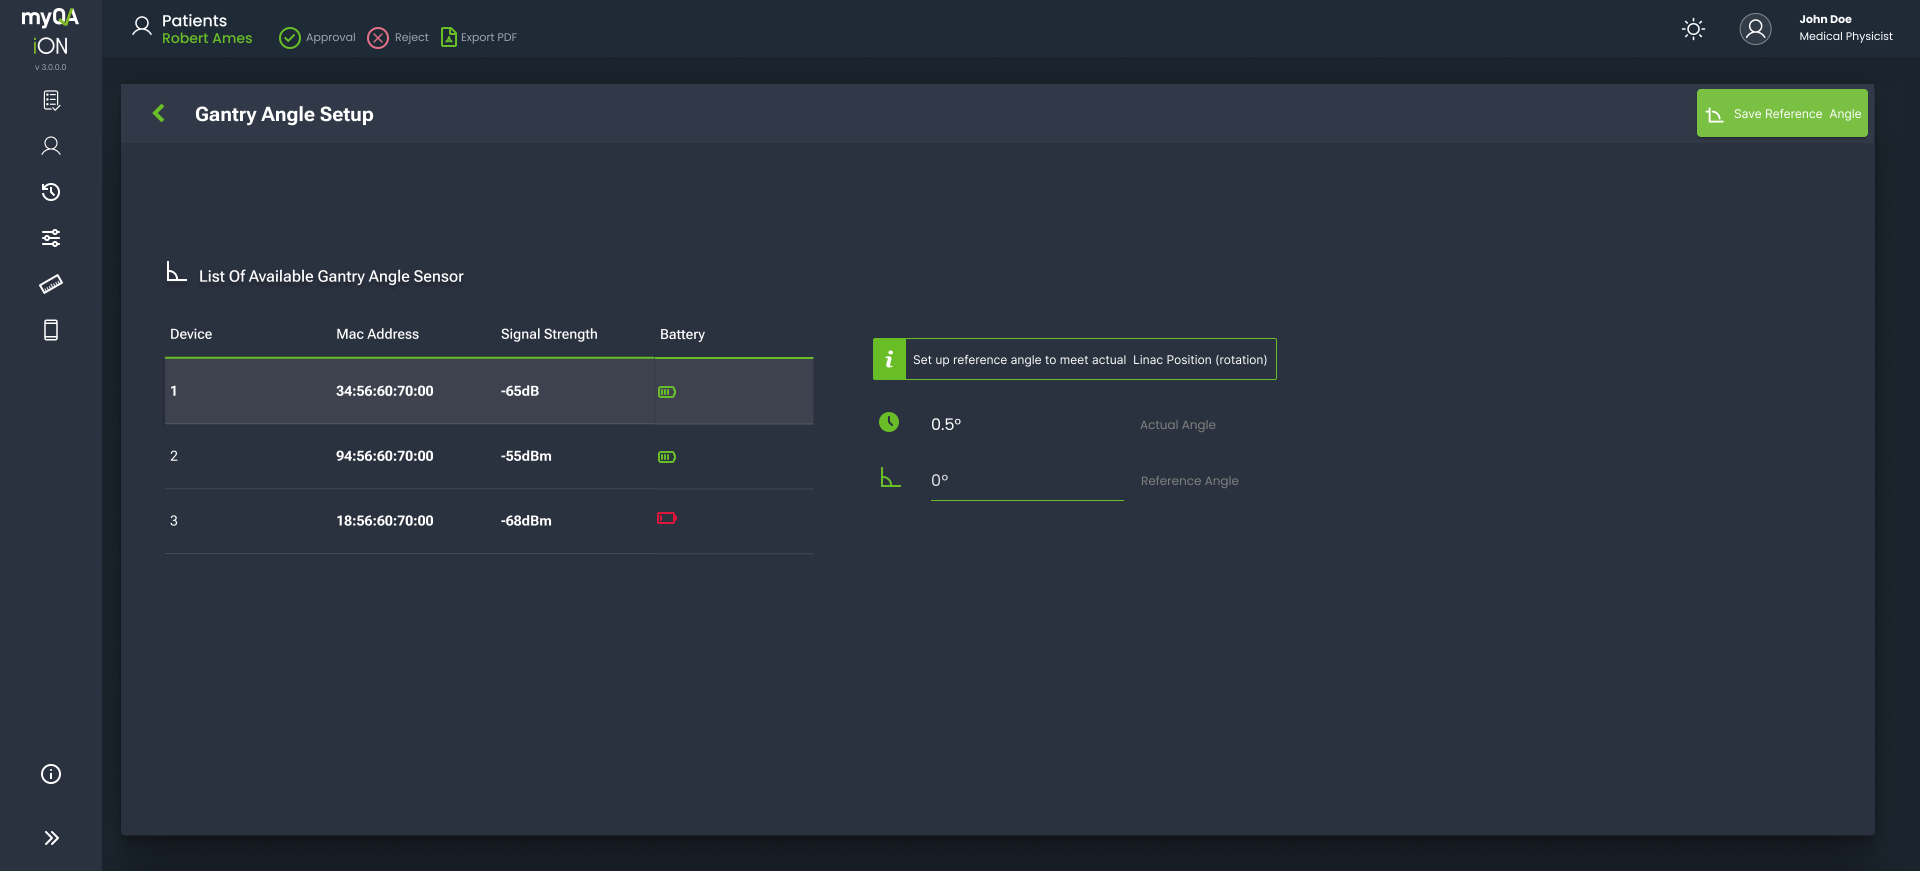 myQA
iON
v 3.0.0.0
Patients
Robert Ames
Approval
Reject
Export PDF
John Doe
Medical Physicist
Gantry Angle Setup
Save Reference Angle
List Of Available Gantry Angle Sensor
Device Mac Address Signal Strength Battery
1 34:56:60:70:00 -65dB
2 94:56:60:70:00 -55dBm
3 18:56:60:70:00 -68dBm
i Set up reference angle to meet actual Linac Position (rotation)
0.5° Actual Angle
0° Reference Angle